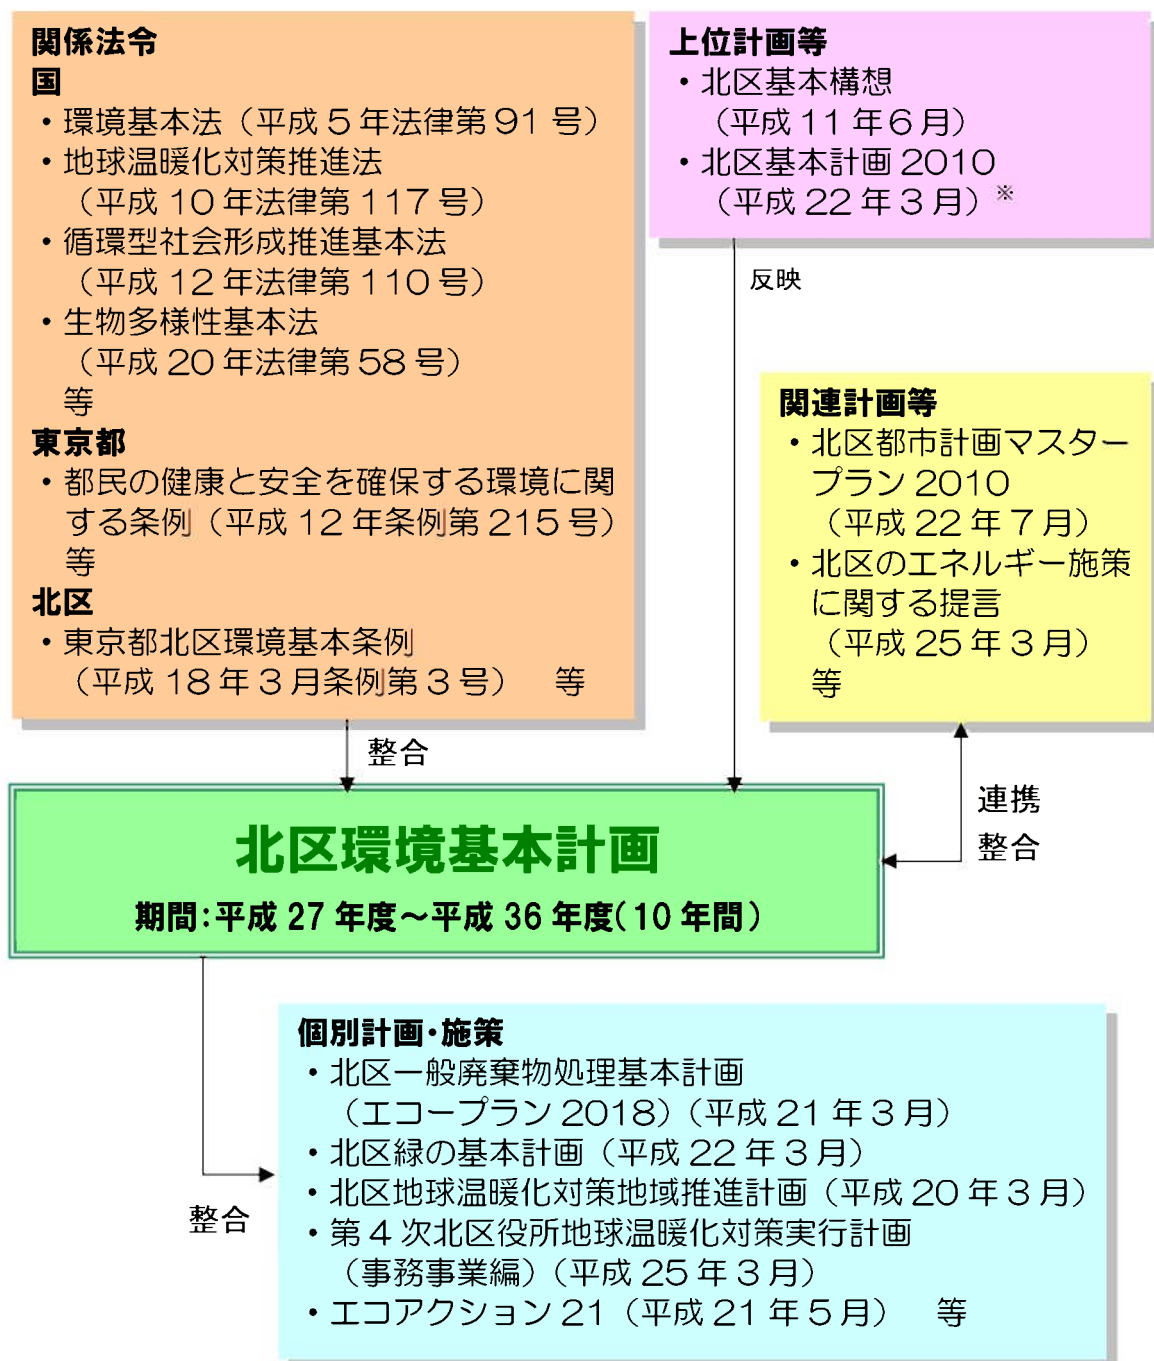 関係法令
国
・環境基本法（平成５年法律第91号）
・地球温暖化対策推進法
（平成10年法律第117号）
・循環型社会形成推進基本法
（平成12年法律第110号）
・生物多様性基本法
（平成20年法律第58号）
等
東京都
・都民の健康と安全を確保する環境に関
する条例（平成12年条例第215号）
等
北区
・東京都北区環境基本条例
（平成18年３月条例第３号）　等
上位計画等
・北区基本構想
（平成11年６月）
・北区基本計画2010
（平成22年３月）※
反映
関連計画等
・北区都市計画マスター
プラン2010
（平成22年７月）
・北区のエネルギー施策
に関する提言
（平成25年３月）
等
整合
連携
整合
北区環境基本計画
期間：平成27年度～平成36年度（10年間）
整合
個別計画・施策
・北区一般廃棄物処理基本計画
（エコープラン2018）（平成21年３月）
・北区緑の基本計画（平成22年３月）
・北区地球温暖化対策地域推進計画（平成20年３月）
・第４次北区役所地球温暖化対策実行計画
（事務事業編）（平成25年３月）
・エコアクション21（平成21年５月）　等